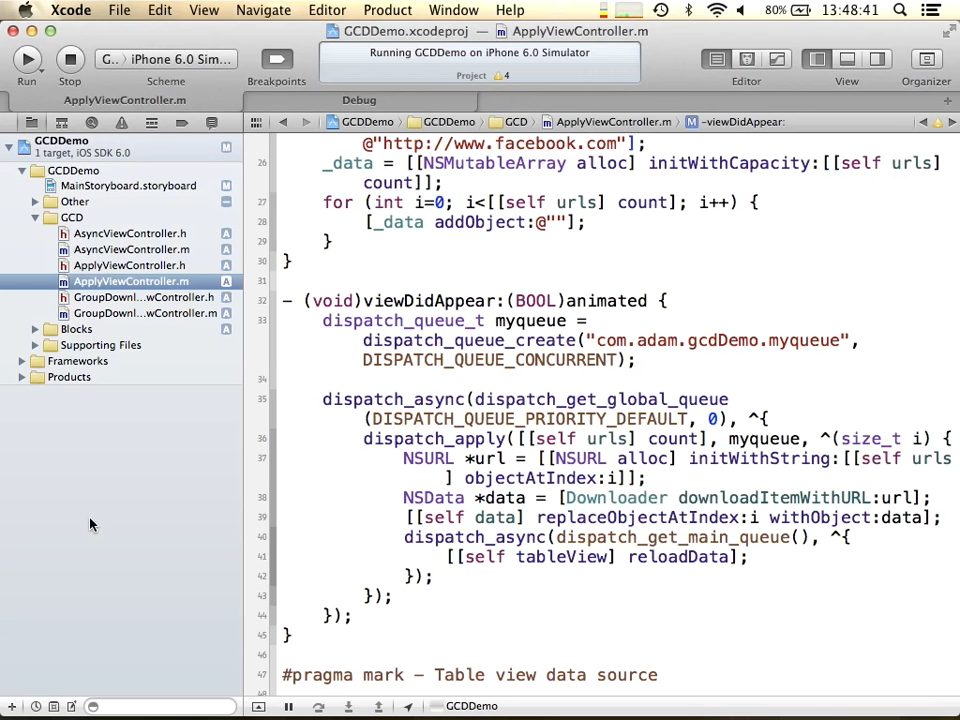 Xcode File Edit View Navigate Editor Product Window Help 80% 13:48:41
GCDDemo.xcodeproj — ApplyViewController.m
G.. › iPhone 6.0 Sim...
Running GCDDemo on iPhone 6.0 Simulator
Project 4
Run Stop Scheme Breakpoints Editor View Organizer
ApplyViewController.m Debug
GCDDemo GCDDemo GCD ApplyViewController.m -viewDidAppear:
GCDDemo
1 target, iOS SDK 6.0
M
GCDDemo
MainStoryboard.storyboard M
Other
GCD
AsyncViewController.h A
AsyncViewController.m A
ApplyViewController.h A
ApplyViewController.m A
GroupDownl...wController.h A
GroupDownl...wController.m A
Blocks A
Supporting Files
Frameworks
Products
@"http://www.facebook.com"];
26 _data = [[NSMutableArray alloc] initWithCapacity:[[self urls]
count]];
27 for (int i=0; i<[[self urls] count]; i++) {
28 [_data addObject:@""];
29 }
30 }
31
32 - (void)viewDidAppear:(BOOL)animated {
33 dispatch_queue_t myqueue =
dispatch_queue_create("com.adam.gcdDemo.myqueue",
DISPATCH_QUEUE_CONCURRENT);
34
35 dispatch_async(dispatch_get_global_queue
(DISPATCH_QUEUE_PRIORITY_DEFAULT, 0), ^{
36 dispatch_apply([[self urls] count], myqueue, ^(size_t i) {
37 NSURL *url = [[NSURL alloc] initWithString:[[self urls
] objectAtIndex:i]];
38 NSData *data = [Downloader downloadItemWithURL:url];
39 [[self data] replaceObjectAtIndex:i withObject:data];
40 dispatch_async(dispatch_get_main_queue(), ^{
41 [[self tableView] reloadData];
42 });
43 });
44 });
45 }
46
47 #pragma mark - Table view data source
GCDDemo